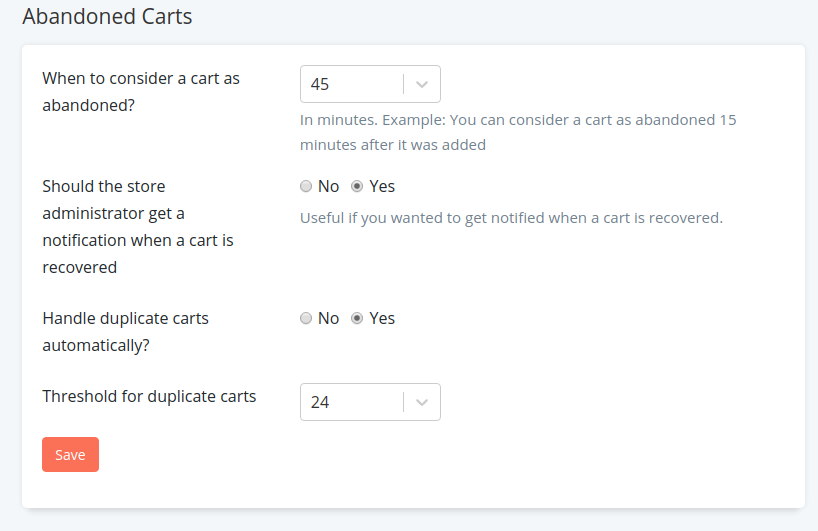 Abandoned Carts
When to consider a cart as
abandoned?
45
In minutes. Example: You can consider a cart as abandoned 15
minutes after it was added
Should the store
administrator get a
notification when a cart is
recovered
No Yes
Useful if you wanted to get notified when a cart is recovered.
Handle duplicate carts
automatically?
No Yes
Threshold for duplicate carts
24
Save